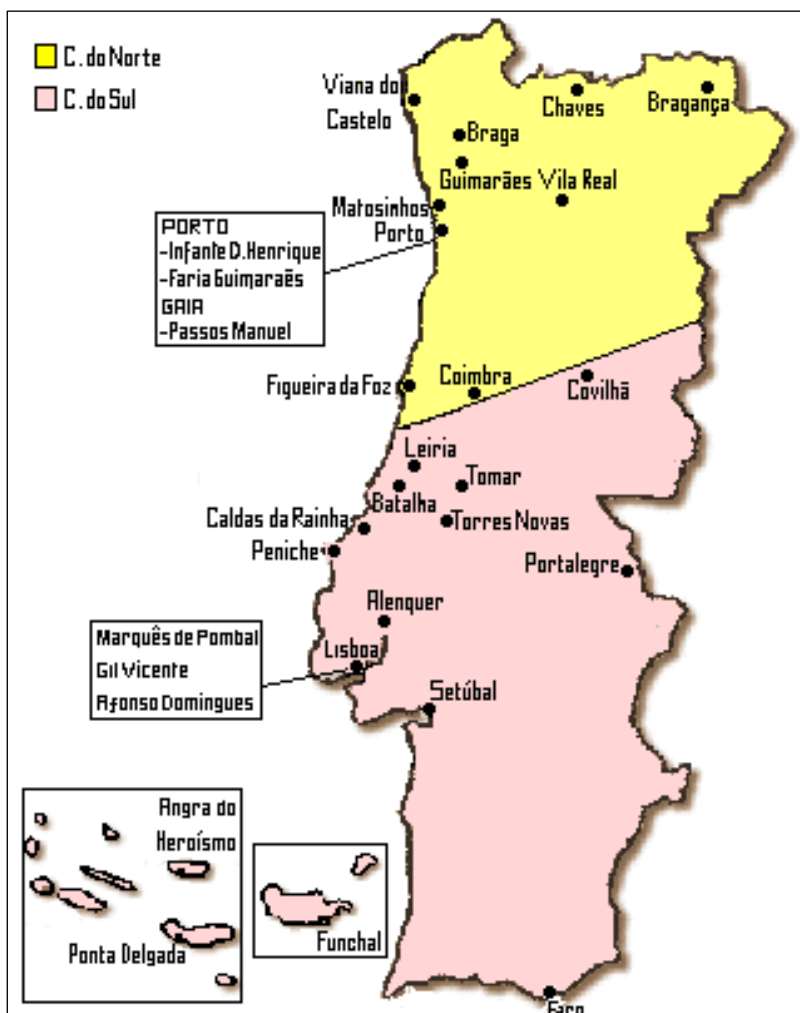 C. do Norte
C. do Sul
Viana do
Castelo
Chaves
Bragança
Braga
Guimarães
Vila Real
Matosinhos
Porto
PORTO
-Infante D.Henrique
-Faria Guimaraês
GAIA
-Passos Manuel
Figueira da Foz
Coimbra
Covilhã
Leiria
Tomar
Batalha
Caldas da Rainha
Torres Novas
Peniche
Portalegre
Alenquer
Marquês de Pombal
Gil Vicente
Afonso Domingues
Lisboa
Setúbal
Angra do
Heroísmo
Ponta Delgada
Funchal
Faro